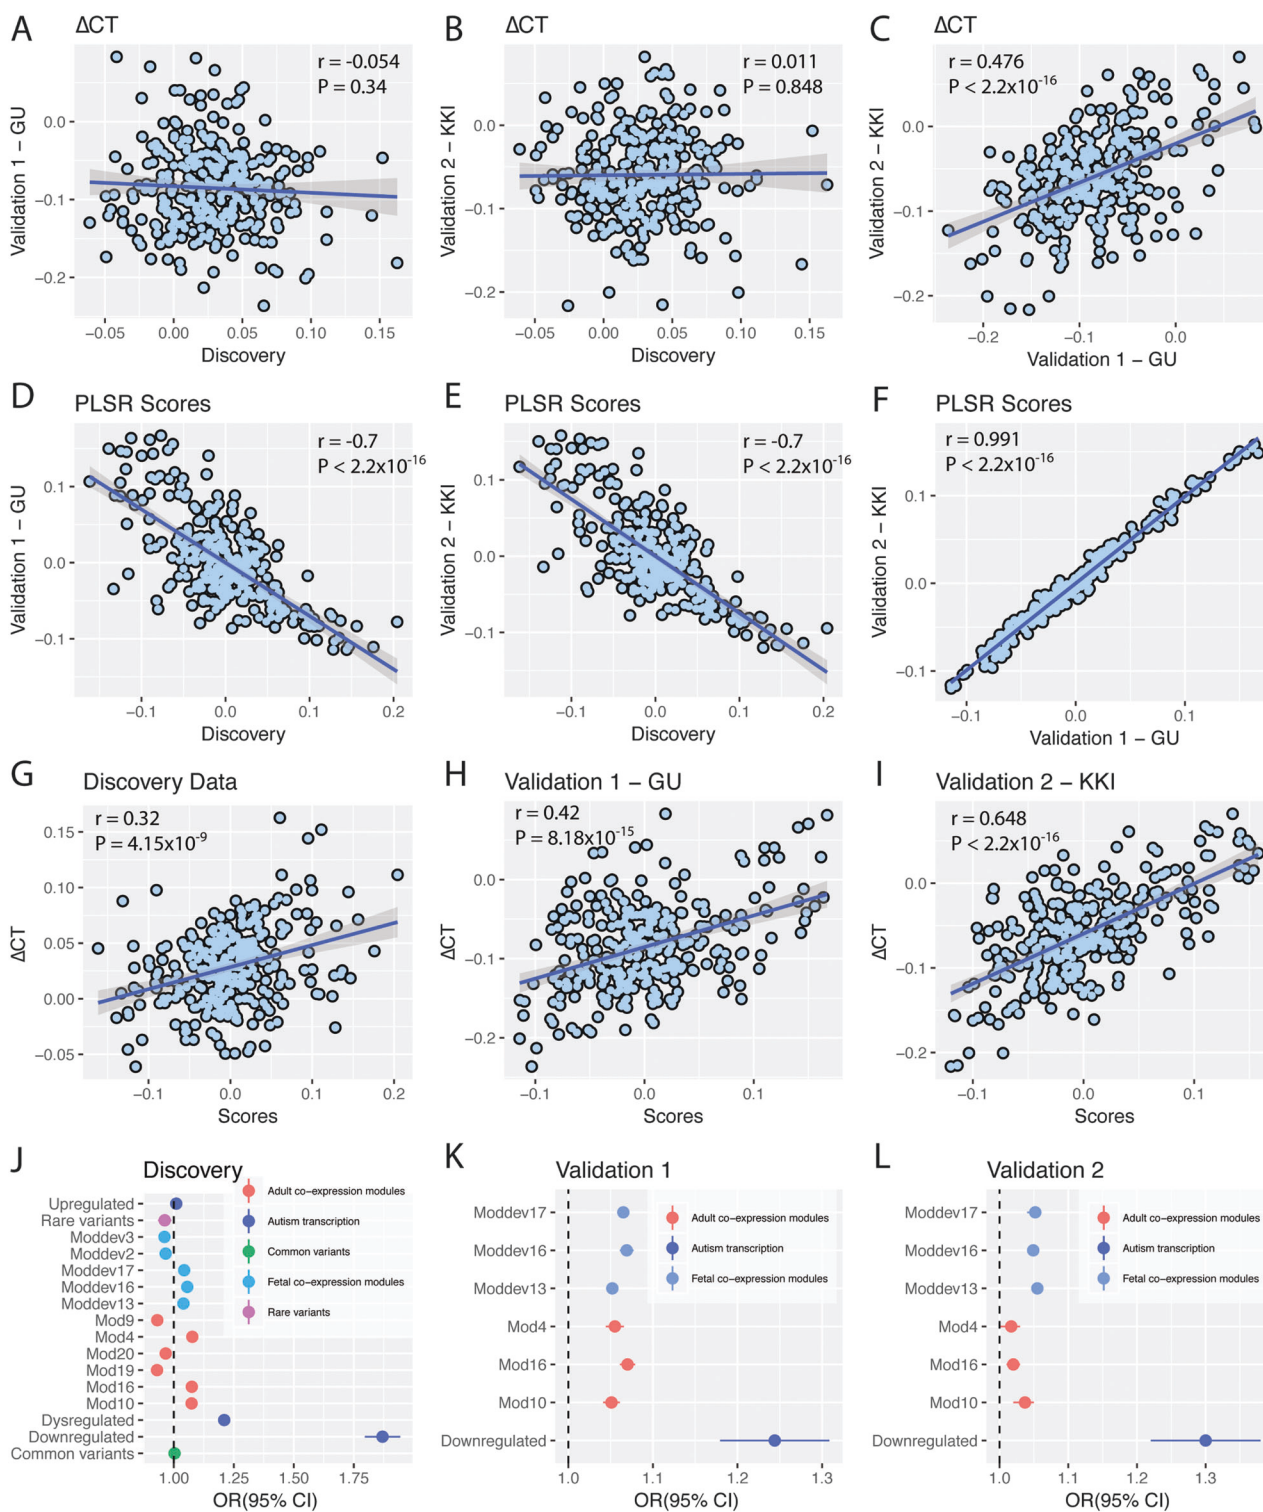 A ΔCT
r = -0.054
P = 0.34
0.0
−0.1
−0.2
Validation 1 − GU
−0.05 0.00 0.05 0.10 0.15
Discovery
B ΔCT
r = 0.011
P = 0.848
0.0
−0.1
−0.2
Validation 2 − KKI
−0.05 0.00 0.05 0.10 0.15
Discovery
C ΔCT
r = 0.476
P < 2.2x10-16
0.0
−0.1
−0.2
Validation 2 − KKI
−0.2 −0.1 0.0
Validation 1 − GU
D PLSR Scores
r = -0.7
P < 2.2x10-16
0.1
0.0
−0.1
Validation 1 − GU
−0.1 0.0 0.1 0.2
Discovery
E PLSR Scores
r = -0.7
P < 2.2x10-16
0.1
0.0
−0.1
Validation 2 − KKI
−0.1 0.0 0.1 0.2
Discovery
F PLSR Scores
r = 0.991
P < 2.2x10-16
0.1
0.0
−0.1
Validation 2 − KKI
−0.1 0.0 0.1
Validation 1 − GU
G Discovery Data
r = 0.32
P = 4.15x10-9
0.15
0.10
0.05
0.00
−0.05
ΔCT
−0.1 0.0 0.1 0.2
Scores
H Validation 1 − GU
r = 0.42
P = 8.18x10-15
0.0
−0.1
−0.2
ΔCT
−0.1 0.0 0.1
Scores
I Validation 2 − KKI
r = 0.648
P < 2.2x10-16
0.0
−0.1
−0.2
ΔCT
−0.1 0.0 0.1
Scores
J Discovery
Adult co-expression modules
Autism transcription
Common variants
Fetal co-expression modules
Rare variants
Upregulated
Rare variants
Moddev3
Moddev2
Moddev17
Moddev16
Moddev13
Mod9
Mod4
Mod20
Mod19
Mod16
Mod10
Dysregulated
Downregulated
Common variants
1.00 1.25 1.50 1.75
OR(95% CI)
K Validation 1
Adult co-expression modules
Autism transcription
Fetal co-expression modules
Moddev17
Moddev16
Moddev13
Mod4
Mod16
Mod10
Downregulated
1.0 1.1 1.2 1.3
OR(95% CI)
L Validation 2
Adult co-expression modules
Autism transcription
Fetal co-expression modules
Moddev17
Moddev16
Moddev13
Mod4
Mod16
Mod10
Downregulated
1.0 1.1 1.2 1.3
OR(95% CI)